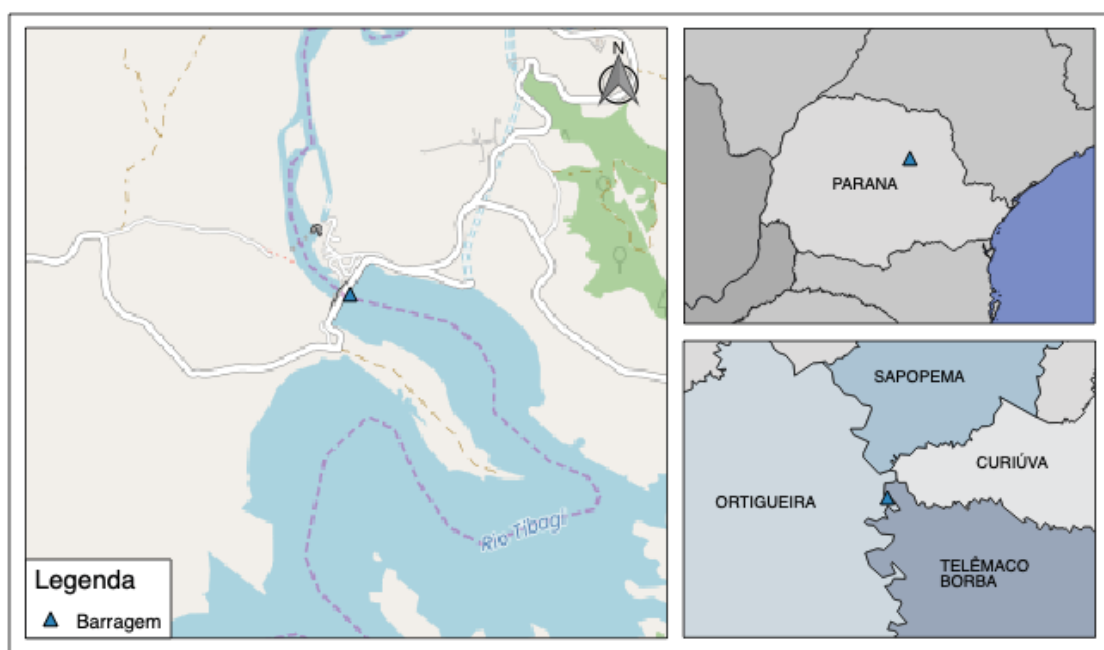 N
Rio Tibagi
Legenda
Barragem
PARANA
SAPOPEMA
CURIÚVA
ORTIGUEIRA
TELÊMACO
BORBA